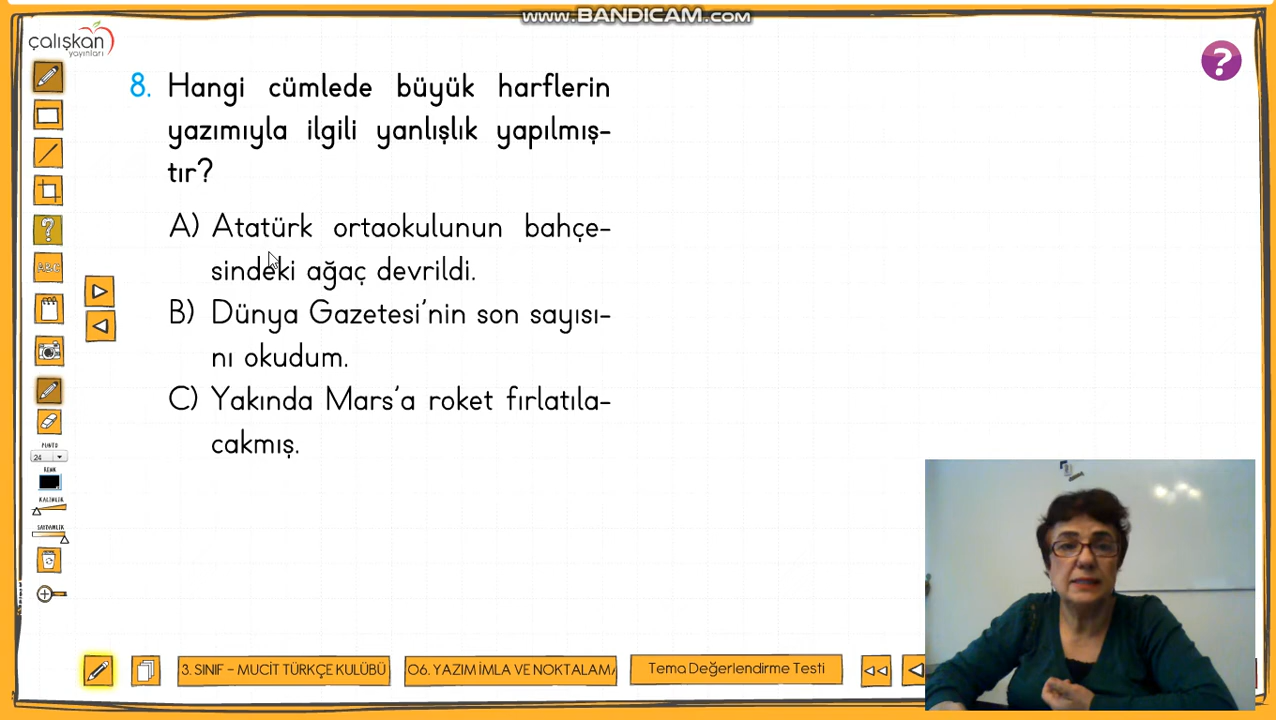 www.BANDICAM.com
çalışkan
yayınları
?
8. Hangi cümlede büyük harflerin
yazımıyla ilgili yanlışlık yapılmış-
tır?
A) Atatürk ortaokulunun bahçe-
sindeki ağaç devrildi.
B) Dünya Gazetesi'nin son sayısı-
nı okudum.
C) Yakında Mars'a roket fırlatıla-
cakmış.
?
ABC
PUNTO
24
RENK
KALINLIK
SAYDAMLIK
3. SINIF - MUCİT TÜRKÇE KULÜBÜ
06. YAZIM İMLA VE NOKTALAMA
Tema Değerlendirme Testi